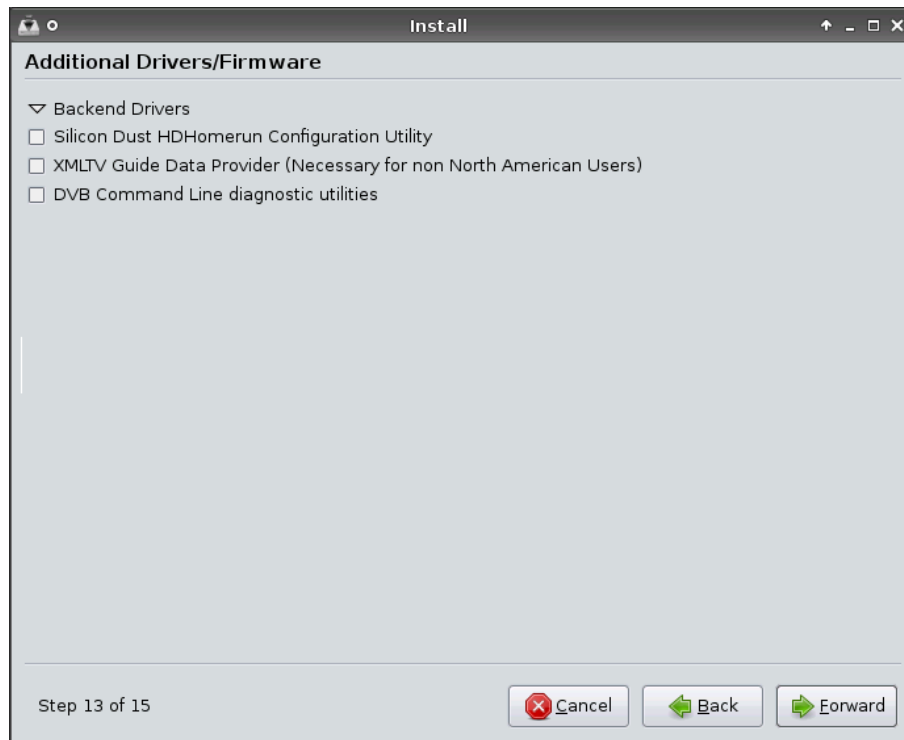 Install
Additional Drivers/Firmware
Backend Drivers
Silicon Dust HDHomerun Configuration Utility
XMLTV Guide Data Provider (Necessary for non North American Users)
DVB Command Line diagnostic utilities
Step 13 of 15
Cancel
Back
Forward